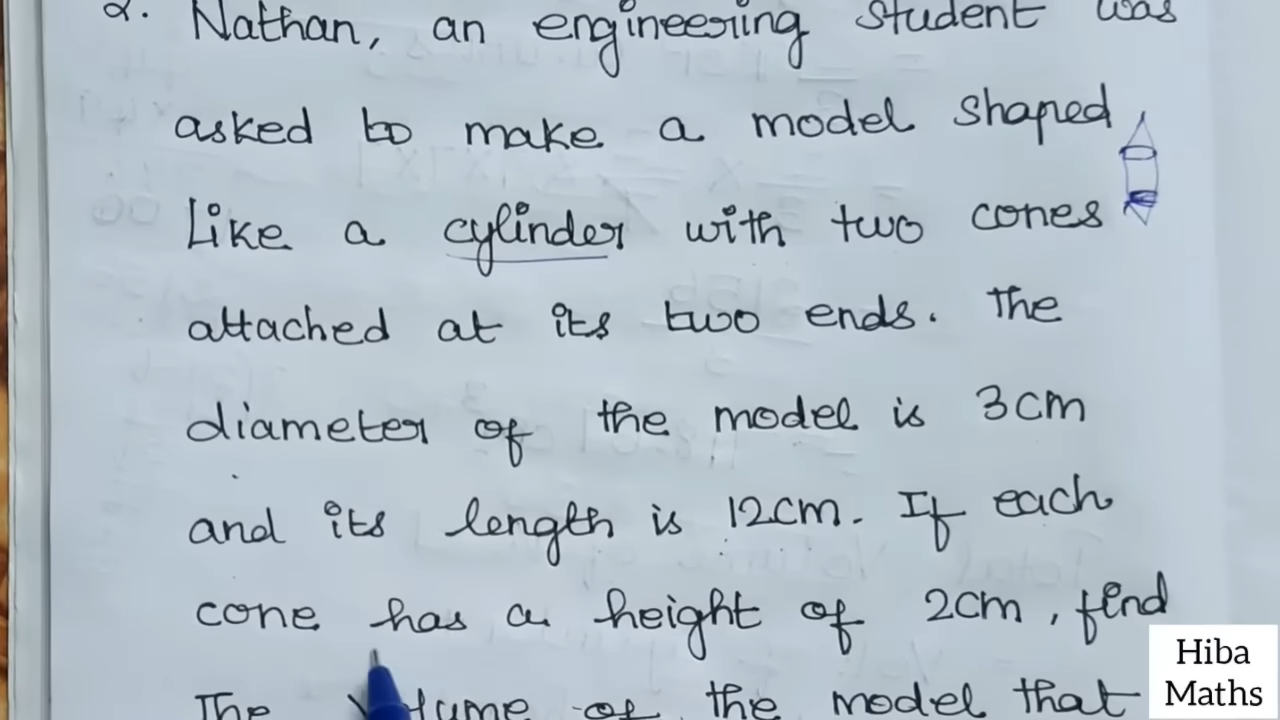 2. Nathan, an engineering student was
asked to make a model shaped
Like a cylinder with two cones
attached at its two ends. The
diameter of the model is 3cm
and its length is 12cm. If each
cone has a height of 2cm, find
The of the model that
Hiba
Maths